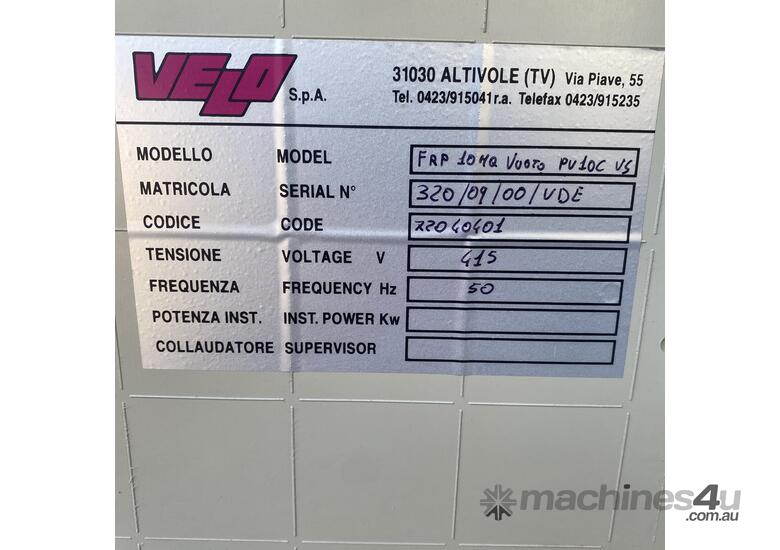 VELO S.p.A.
31030 ALTIVOLE (TV) Via Piave, 55
Tel. 0423/915041 r.a. Telefax 0423/915235
MODELLO MODEL FRP 10MQ VUOTO PV10C VS
MATRICOLA SERIAL N° 320/09/00/VDE
CODICE CODE 22040401
TENSIONE VOLTAGE V 415
FREQUENZA FREQUENCY Hz 50
POTENZA INST. INST. POWER Kw
COLLAUDATORE SUPERVISOR
machines4u
.com.au